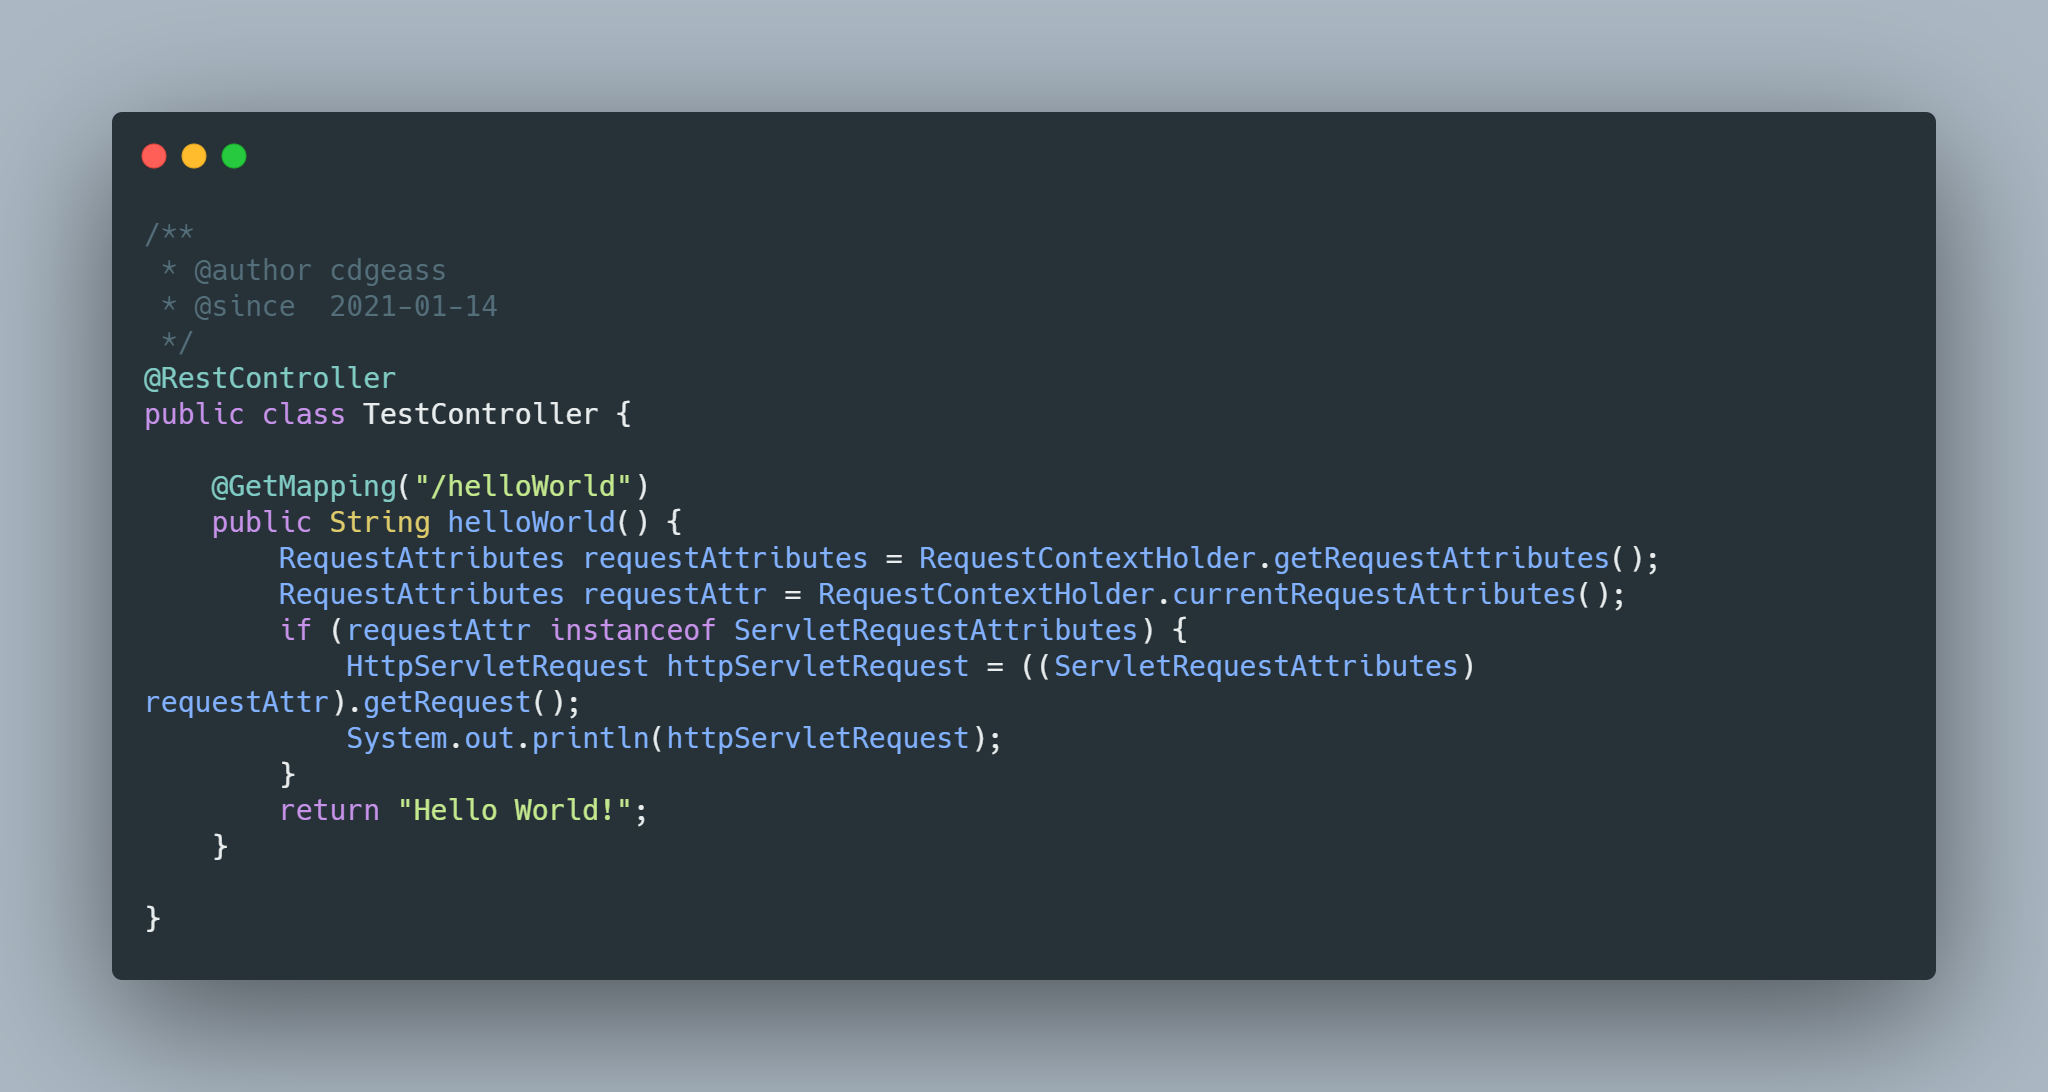 /**
 * @author cdgeass
 * @since  2021-01-14
 */
@RestController
public class TestController {

    @GetMapping("/helloWorld")
    public String helloWorld() {
        RequestAttributes requestAttributes = RequestContextHolder.getRequestAttributes();
        RequestAttributes requestAttr = RequestContextHolder.currentRequestAttributes();
        if (requestAttr instanceof ServletRequestAttributes) {
            HttpServletRequest httpServletRequest = ((ServletRequestAttributes)
requestAttr).getRequest();
            System.out.println(httpServletRequest);
        }
        return "Hello World!";
    }

}